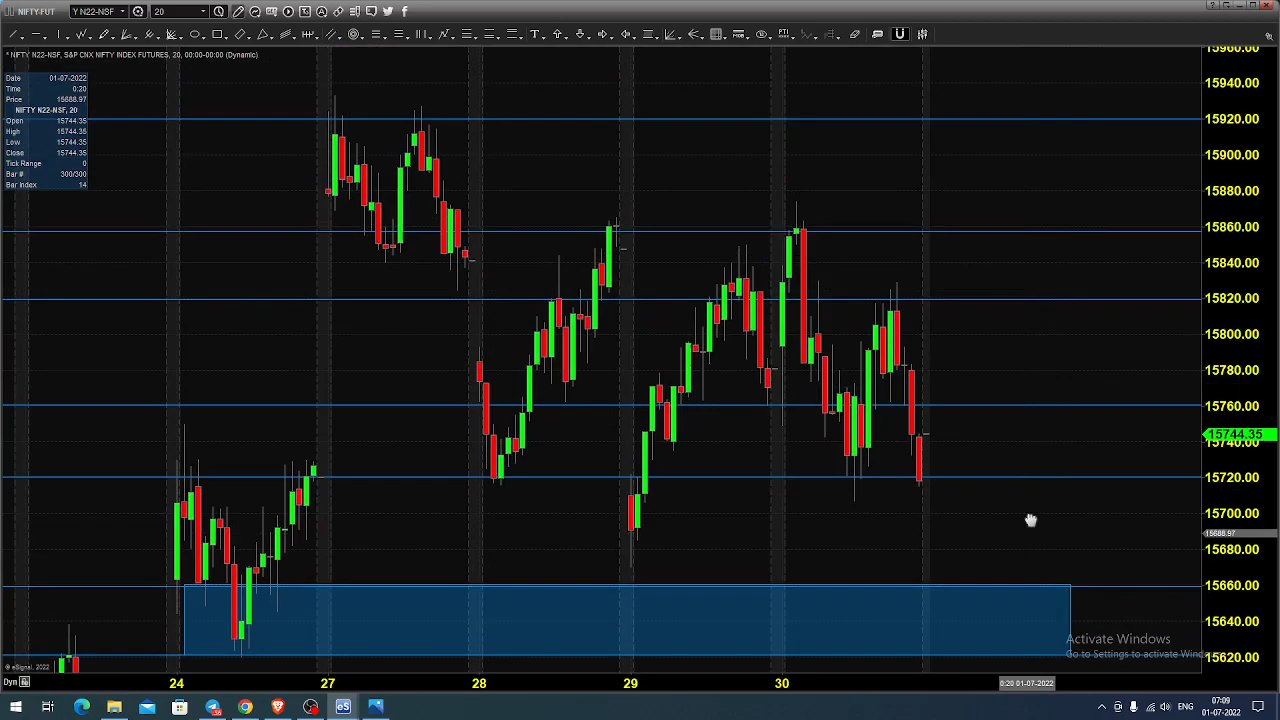 NIFTY-FUT
Y N22-NSF
20
* NIFTY N22-NSF, S&P CNX NIFTY INDEX FUTURES, 20, 00:00-00:00 (Dynamic)
Date 01-07-2022
Time 0:20
Price 15688.97
NIFTY N22-NSF, 20
Open 15744.35
High 15744.35
Low 15744.35
Close 15744.35
Tick Range 0
Bar # 300/300
Bar Index 14
15960.00
15940.00
15920.00
15900.00
15880.00
15860.00
15840.00
15820.00
15800.00
15780.00
15760.00
15744.35
15740.00
15720.00
15700.00
15688.97
15680.00
15660.00
15640.00
15620.00
Activate Windows
Go to Settings to activate Windo
© eSignal, 2022
Dyn
24
27
28
29
30
0:20 01-07-2022
eS
ENG
07:09
01-07-2022